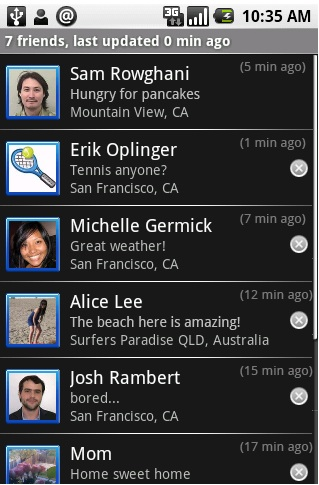 3G
10:35 AM
7 friends, last updated 0 min ago
Sam Rowghani
(5 min ago)
Hungry for pancakes
Mountain View, CA
Erik Oplinger
(1 min ago)
Tennis anyone?
San Francisco, CA
Michelle Germick
(7 min ago)
Great weather!
San Francisco, CA
Alice Lee
(12 min ago)
The beach here is amazing!
Surfers Paradise QLD, Australia
Josh Rambert
(15 min ago)
bored...
San Francisco, CA
Mom
(17 min ago)
Home sweet home